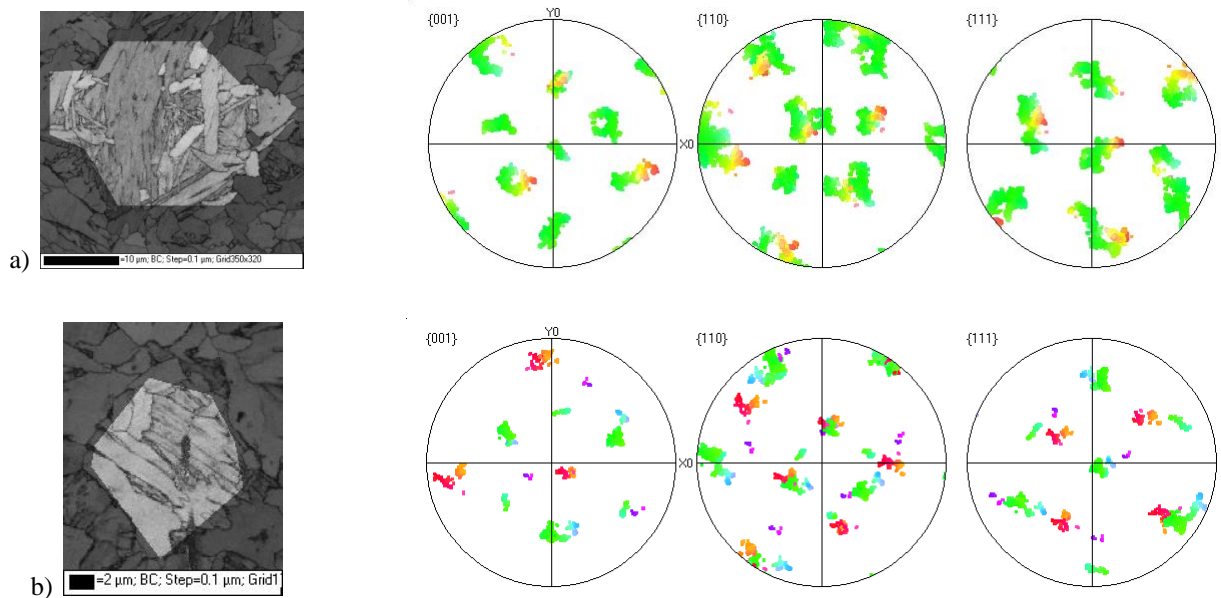 {001} Y0 {110} {111}
X0
a) =10 µm; BC; Step=0.1 µm; Grid350x320
{001} Y0 {110} {111}
X0
b) =2 µm; BC; Step=0.1 µm; Grid1